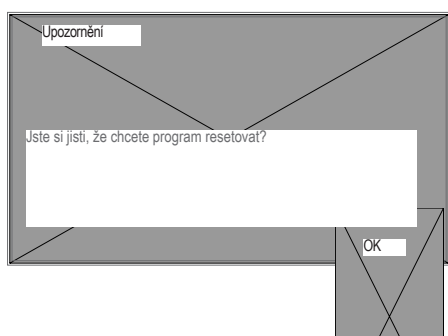 Upozornění
Jste si jisti, že chcete program resetovat?
OK